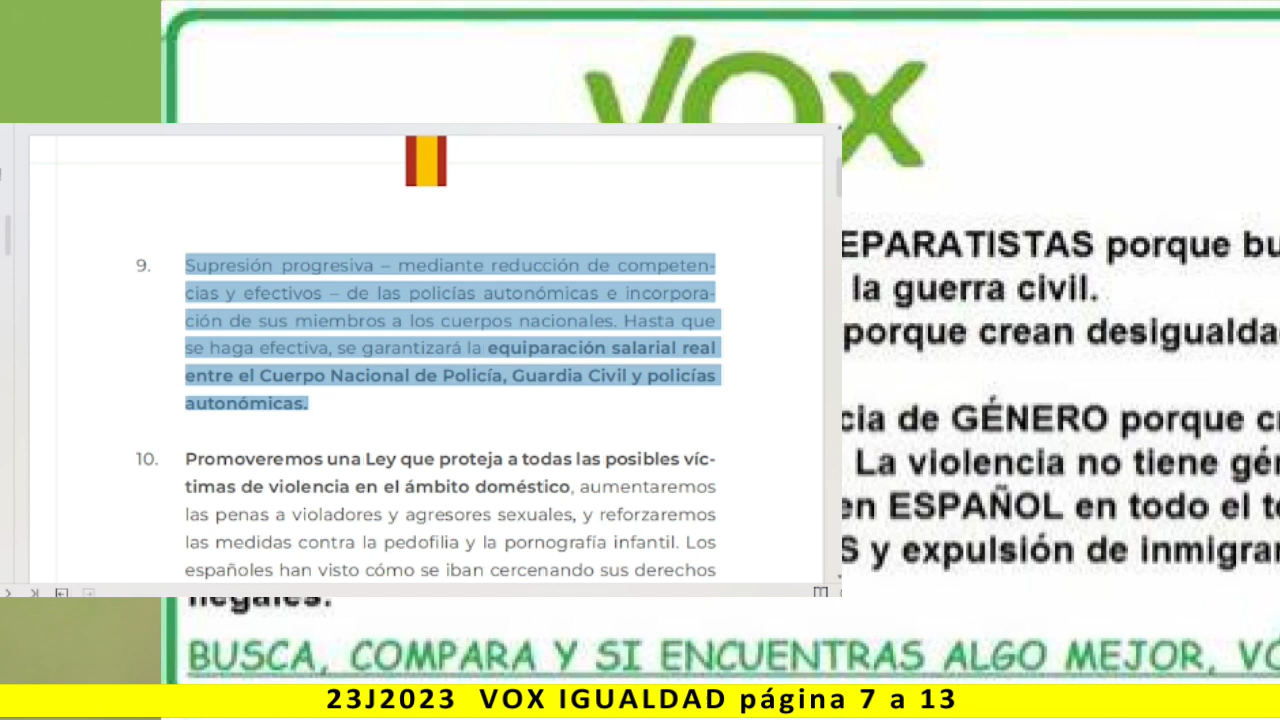 VOX
9. Supresión progresiva – mediante reducción de competen-
cias y efectivos – de las policías autonómicas e incorpora-
ción de sus miembros a los cuerpos nacionales. Hasta que
se haga efectiva, se garantizará la equiparación salarial real
entre el Cuerpo Nacional de Policía, Guardia Civil y policías
autonómicas.
10. Promoveremos una Ley que proteja a todas las posibles víc-
timas de violencia en el ámbito doméstico, aumentaremos
las penas a violadores y agresores sexuales, y reforzaremos
las medidas contra la pedofilia y la pornografía infantil. Los
españoles han visto cómo se iban cercenando sus derechos
EPARATISTAS porque bu
la guerra civil.
porque crean desigualda
cia de GÉNERO porque cr
La violencia no tiene gén
en ESPAÑOL en todo el te
S y expulsión de inmigran
ilegales.
BUSCA, COMPARA Y SI ENCUENTRAS ALGO MEJOR, VO
23J2023 VOX IGUALDAD página 7 a 13